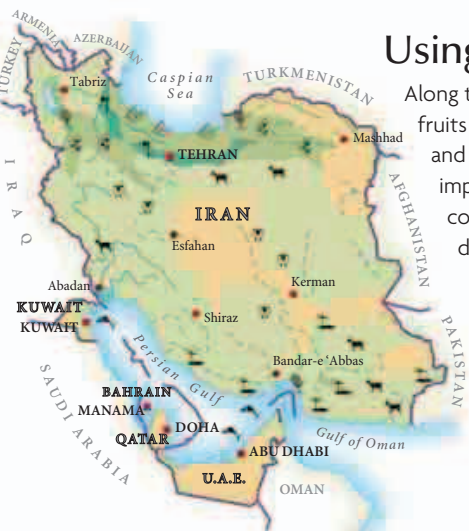 Using
Along t
fruits
and
imp
co
d
ARMENIA
AZERBAIJAN
TURKEY
Caspian
Sea
TURKMENISTAN
Tabriz
TEHRAN
Mashhad
IRAQ
IRAN
AFGHANISTAN
Esfahan
Abadan
Kerman
KUWAIT
KUWAIT
Shiraz
PAKISTAN
Persian Gulf
Bandar-e 'Abbas
SAUDI ARABIA
BAHRAIN
MANAMA
QATAR
DOHA
Gulf of Oman
ABU DHABI
U.A.E.
OMAN